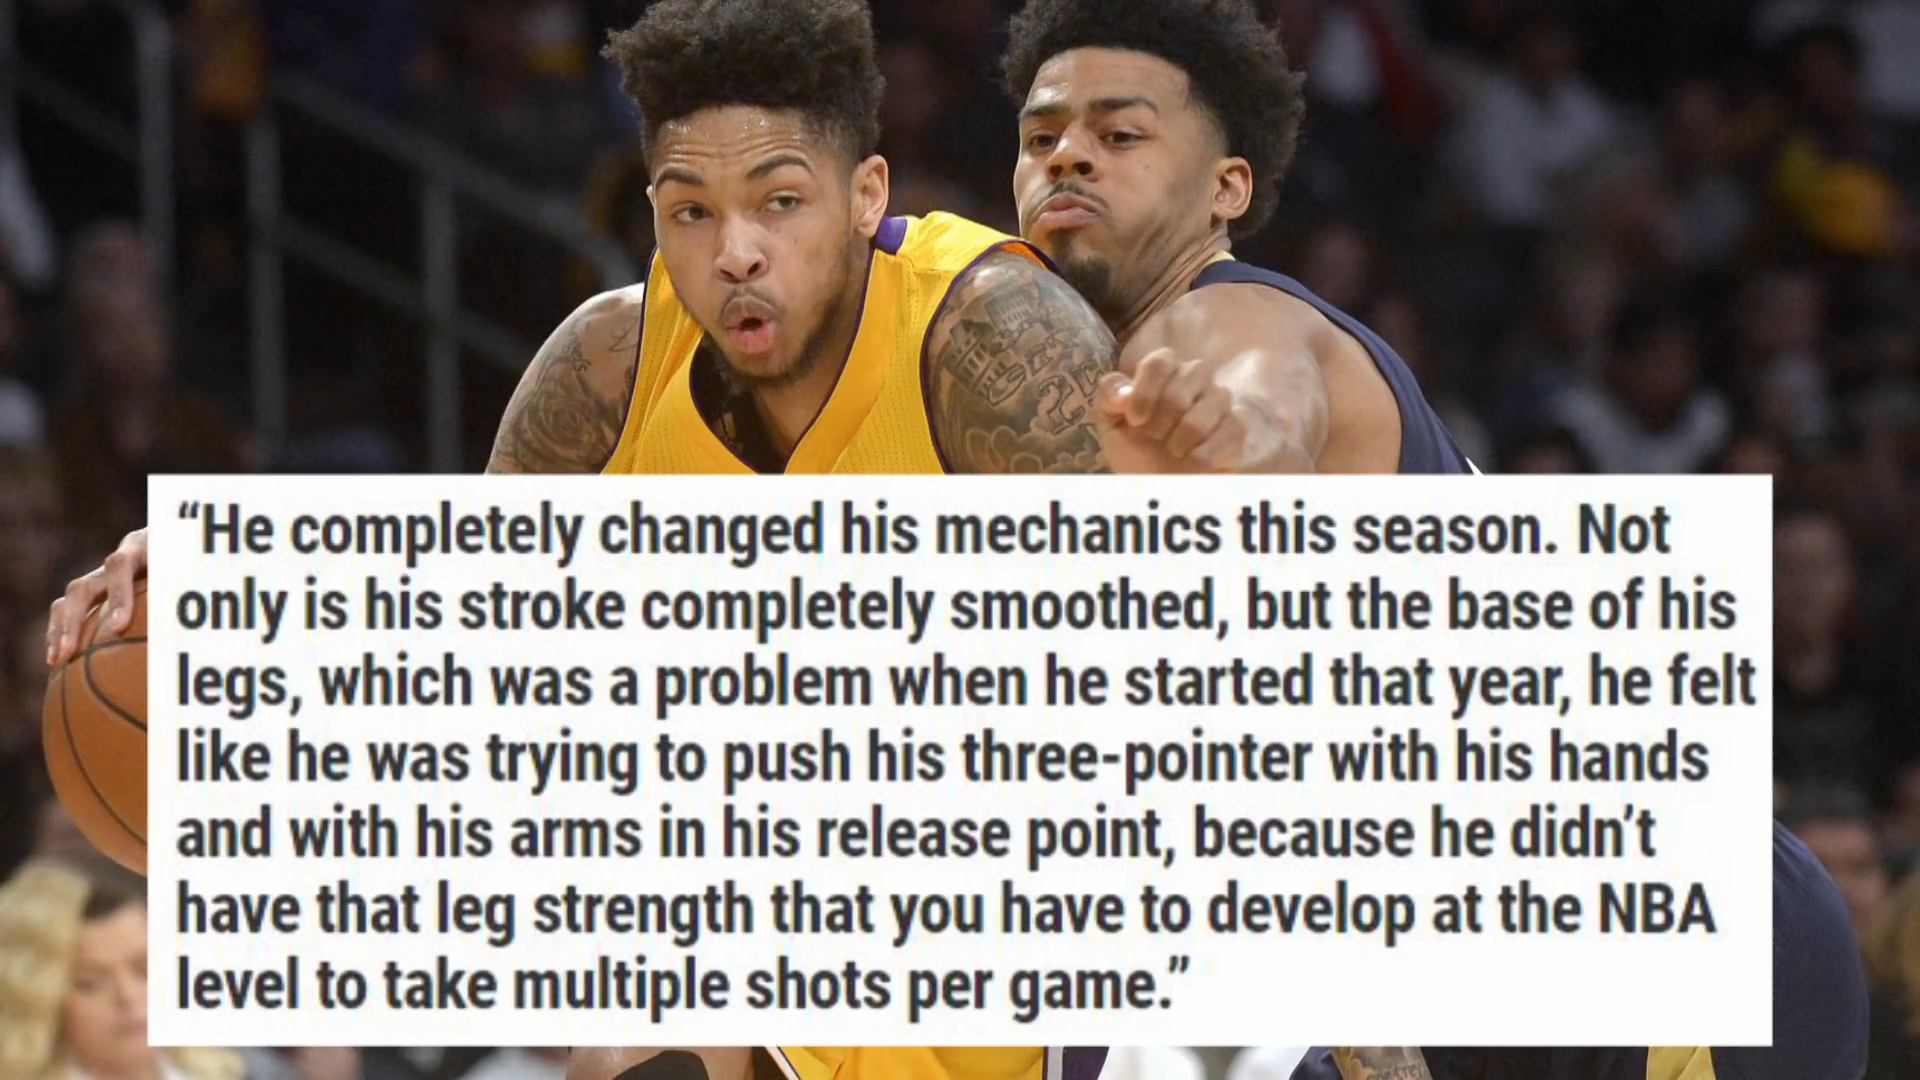 “He completely changed his mechanics this season. Not
only is his stroke completely smoothed, but the base of his
legs, which was a problem when he started that year, he felt
like he was trying to push his three-pointer with his hands
and with his arms in his release point, because he didn’t
have that leg strength that you have to develop at the NBA
level to take multiple shots per game.”